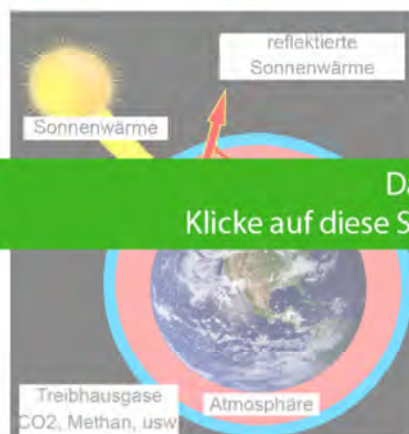 reflektierte
Sonnenwärme
Sonnenwärme
Klicke auf diese
Treibhausgase
CO2, Methan, usw
Atmosphäre